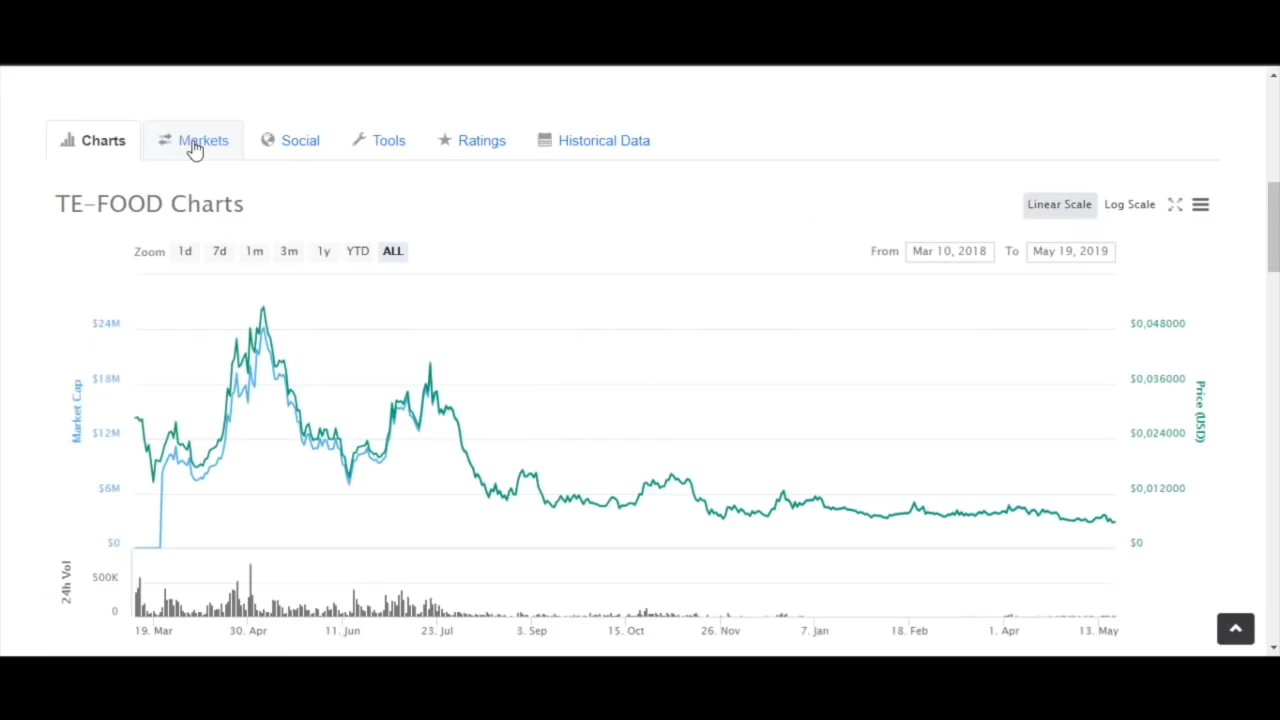 Charts Markets Social Tools Ratings Historical Data
TE-FOOD Charts
Linear Scale Log Scale
Zoom 1d 7d 1m 3m 1y YTD ALL From Mar 10, 2018 To May 19, 2019
$24M $0,048000
$18M $0,036000
Market Cap
Price (USD)
$12M $0,024000
$6M $0,012000
$0 $0
24h Vol
500K
0
19. Mar 30. Apr 11. Jun 23. Jul 3. Sep 15. Oct 26. Nov 7. Jan 18. Feb 1. Apr 13. May